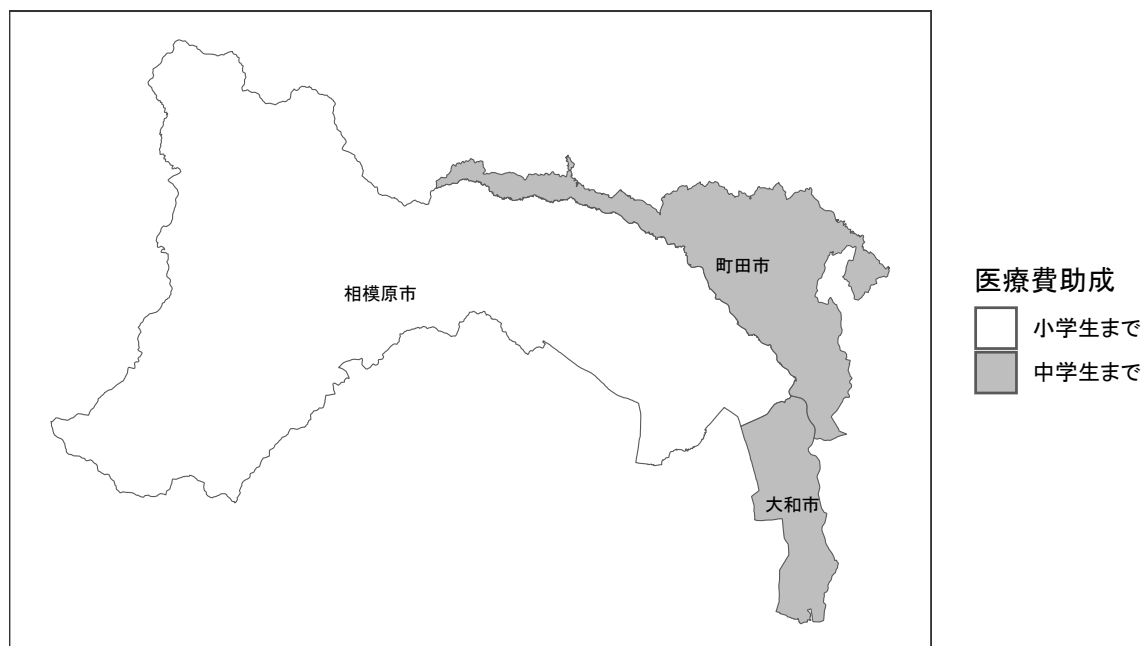 町田市
相模原市
大和市
医療費助成
小学生まで
中学生まで